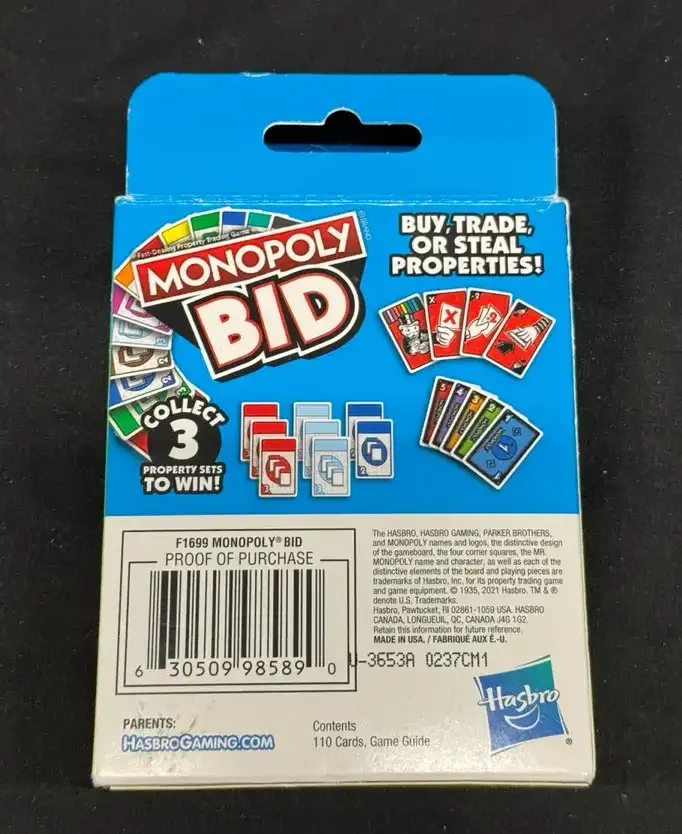 Fast-Dealing Property Trading Game
MONOPOLY
BID
©BRAND
BUY, TRADE,
OR STEAL
PROPERTIES!
COLLECT
3
PROPERTY SETS
TO WIN!
F1699 MONOPOLY® BID
PROOF OF PURCHASE
6 30509 98589 0
The HASBRO, HASBRO GAMING, PARKER BROTHERS,
and MONOPOLY names and logos, the distinctive design
of the gameboard, the four corner squares, the MR.
MONOPOLY name and character, as well as each of the
distinctive elements of the board and playing pieces are
trademarks of Hasbro, Inc. for its property trading game
and game equipment. © 1935, 2021 Hasbro. TM & ®
denote U.S. Trademarks.
Hasbro, Pawtucket, RI 02861-1059 USA. HASBRO
CANADA, LONGUEUIL, QC, CANADA J4G 1G2.
Retain this information for future reference.
MADE IN USA. / FABRIQUÉ AUX É.-U.
U-3653A 0237CM1
Hasbro
®
PARENTS:
HASBROGAMING.COM
Contents
110 Cards, Game Guide